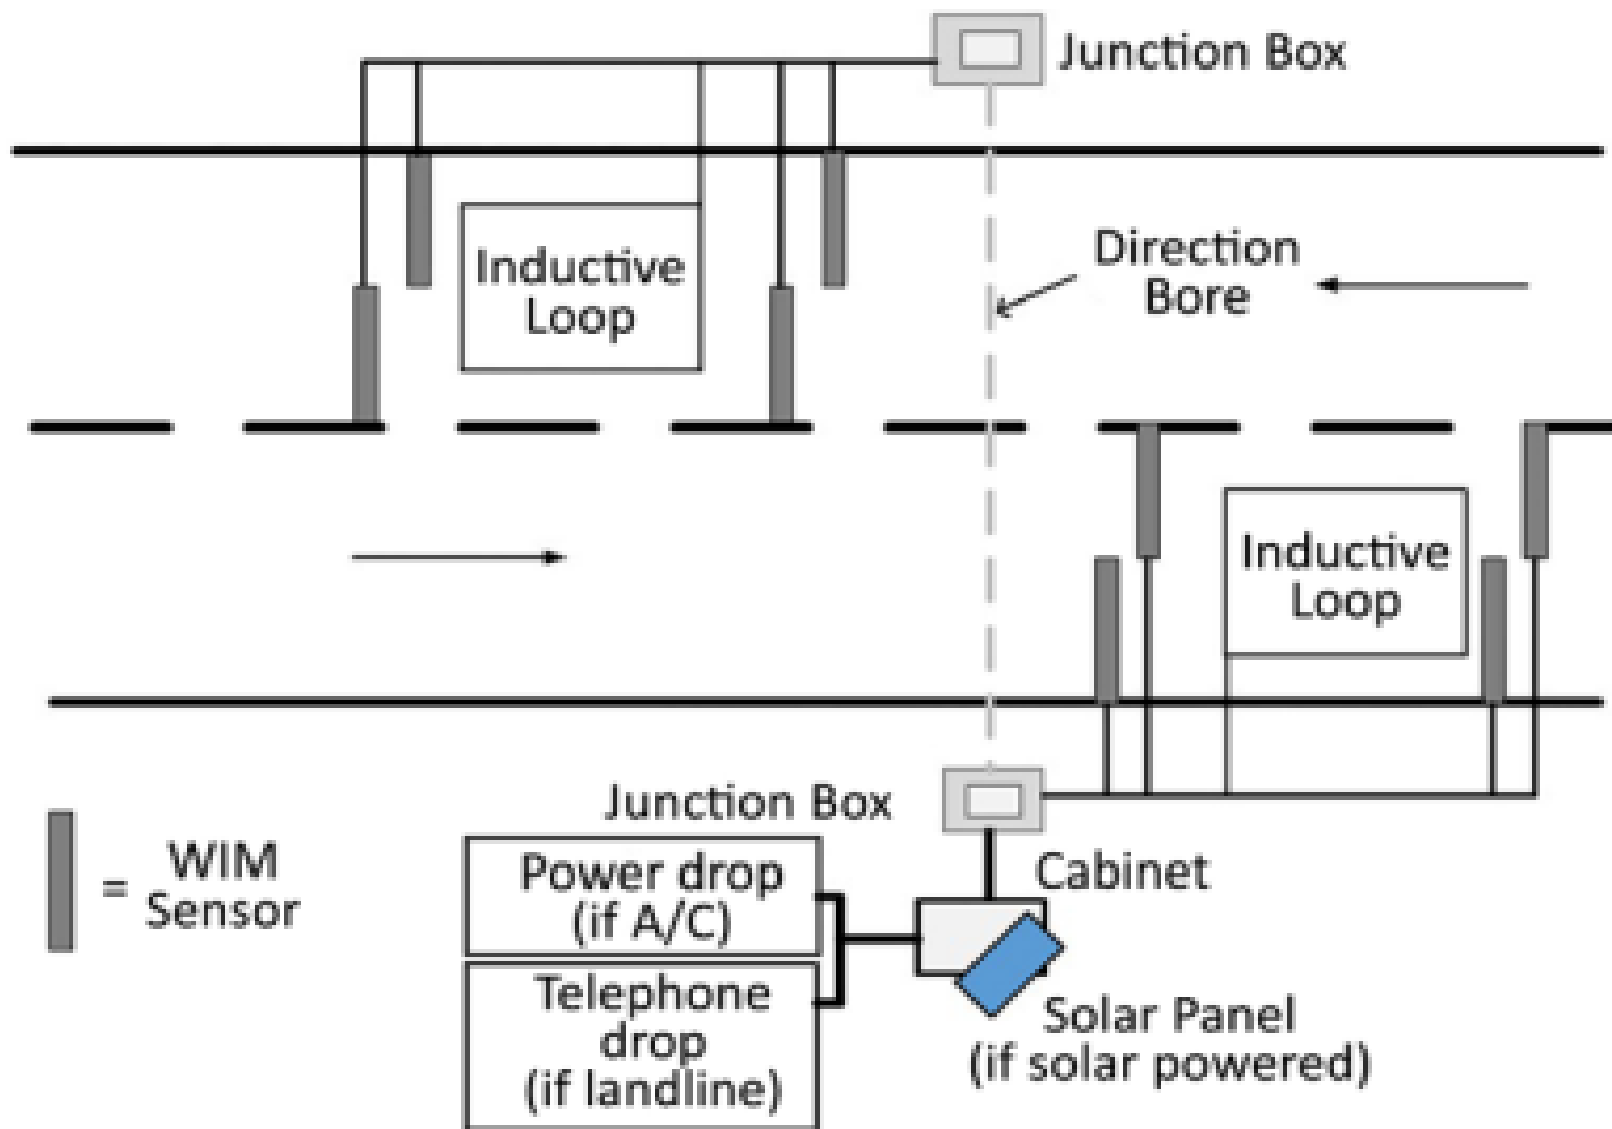 Junction Box
Direction
Bore
Inductive
Loop
Inductive
Loop
Junction Box
WIM
= Sensor
Power drop
(if A/C)
Cabinet
Telephone
drop
(if landline)
Solar Panel
(if solar powered)